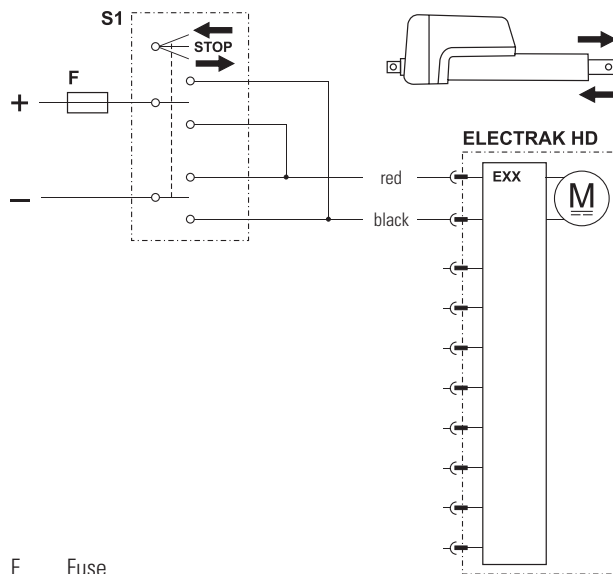 S1
STOP
F
+
−
ELECTRAK HD
red
EXX
M
black
F Fuse